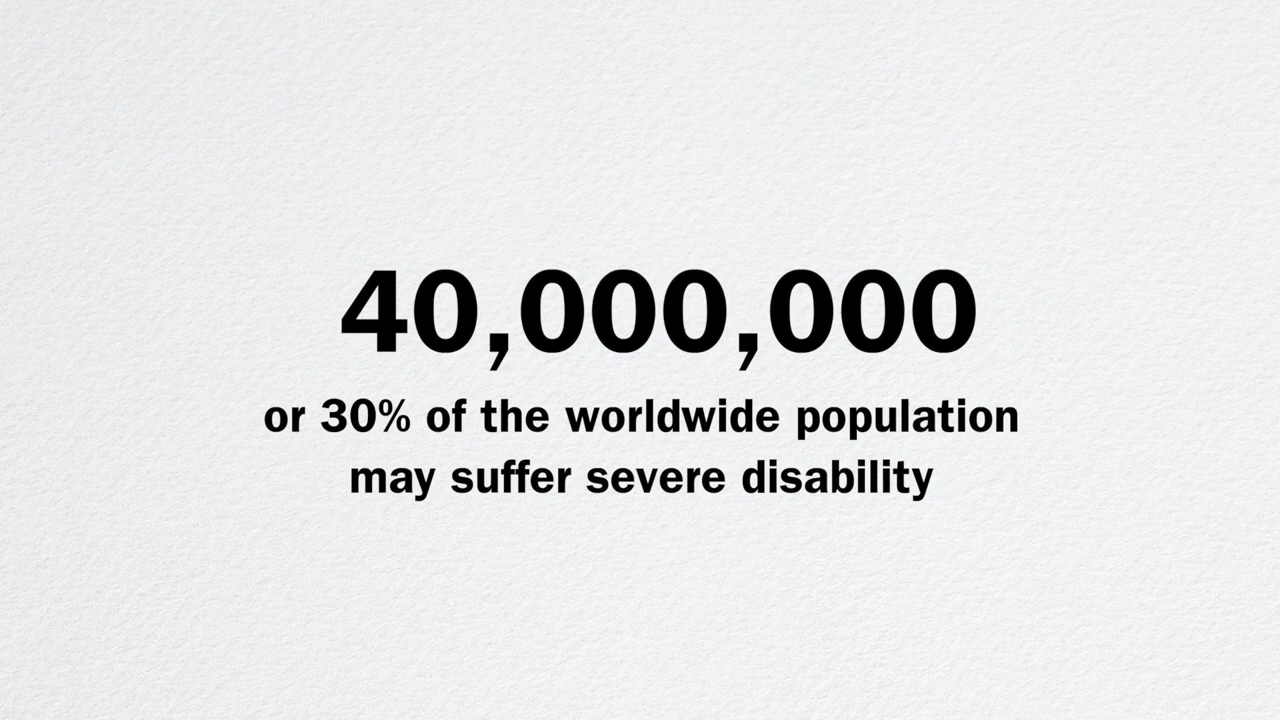 40,000,000
or 30% of the worldwide population
may suffer severe disability